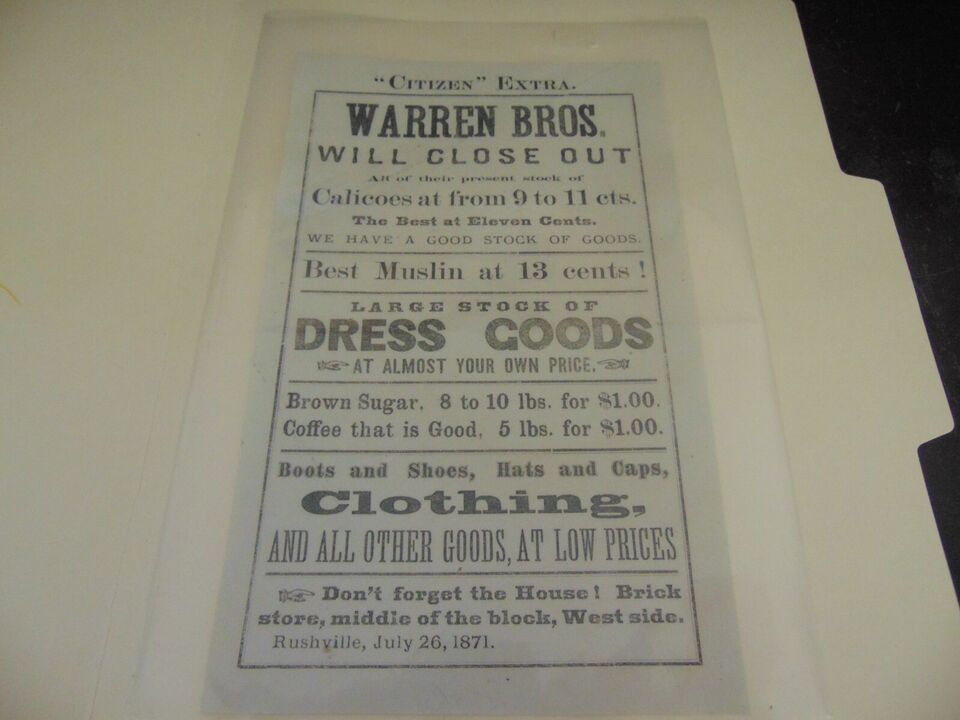 "Citizen" Extra.
WARREN BROS.
WILL CLOSE OUT
All of their present stock of
Calicoes at from 9 to 11 cts.
The Best at Eleven Cents.
WE HAVE A GOOD STOCK OF GOODS.
Best Muslin at 13 cents !
LARGE STOCK OF
DRESS GOODS
AT ALMOST YOUR OWN PRICE.
Brown Sugar, 8 to 10 lbs. for $1.00.
Coffee that is Good, 5 lbs. for $1.00.
Boots and Shoes, Hats and Caps,
Clothing,
AND ALL OTHER GOODS, AT LOW PRICES
Don't forget the House ! Brick
store, middle of the block, West side.
Rushville, July 26, 1871.